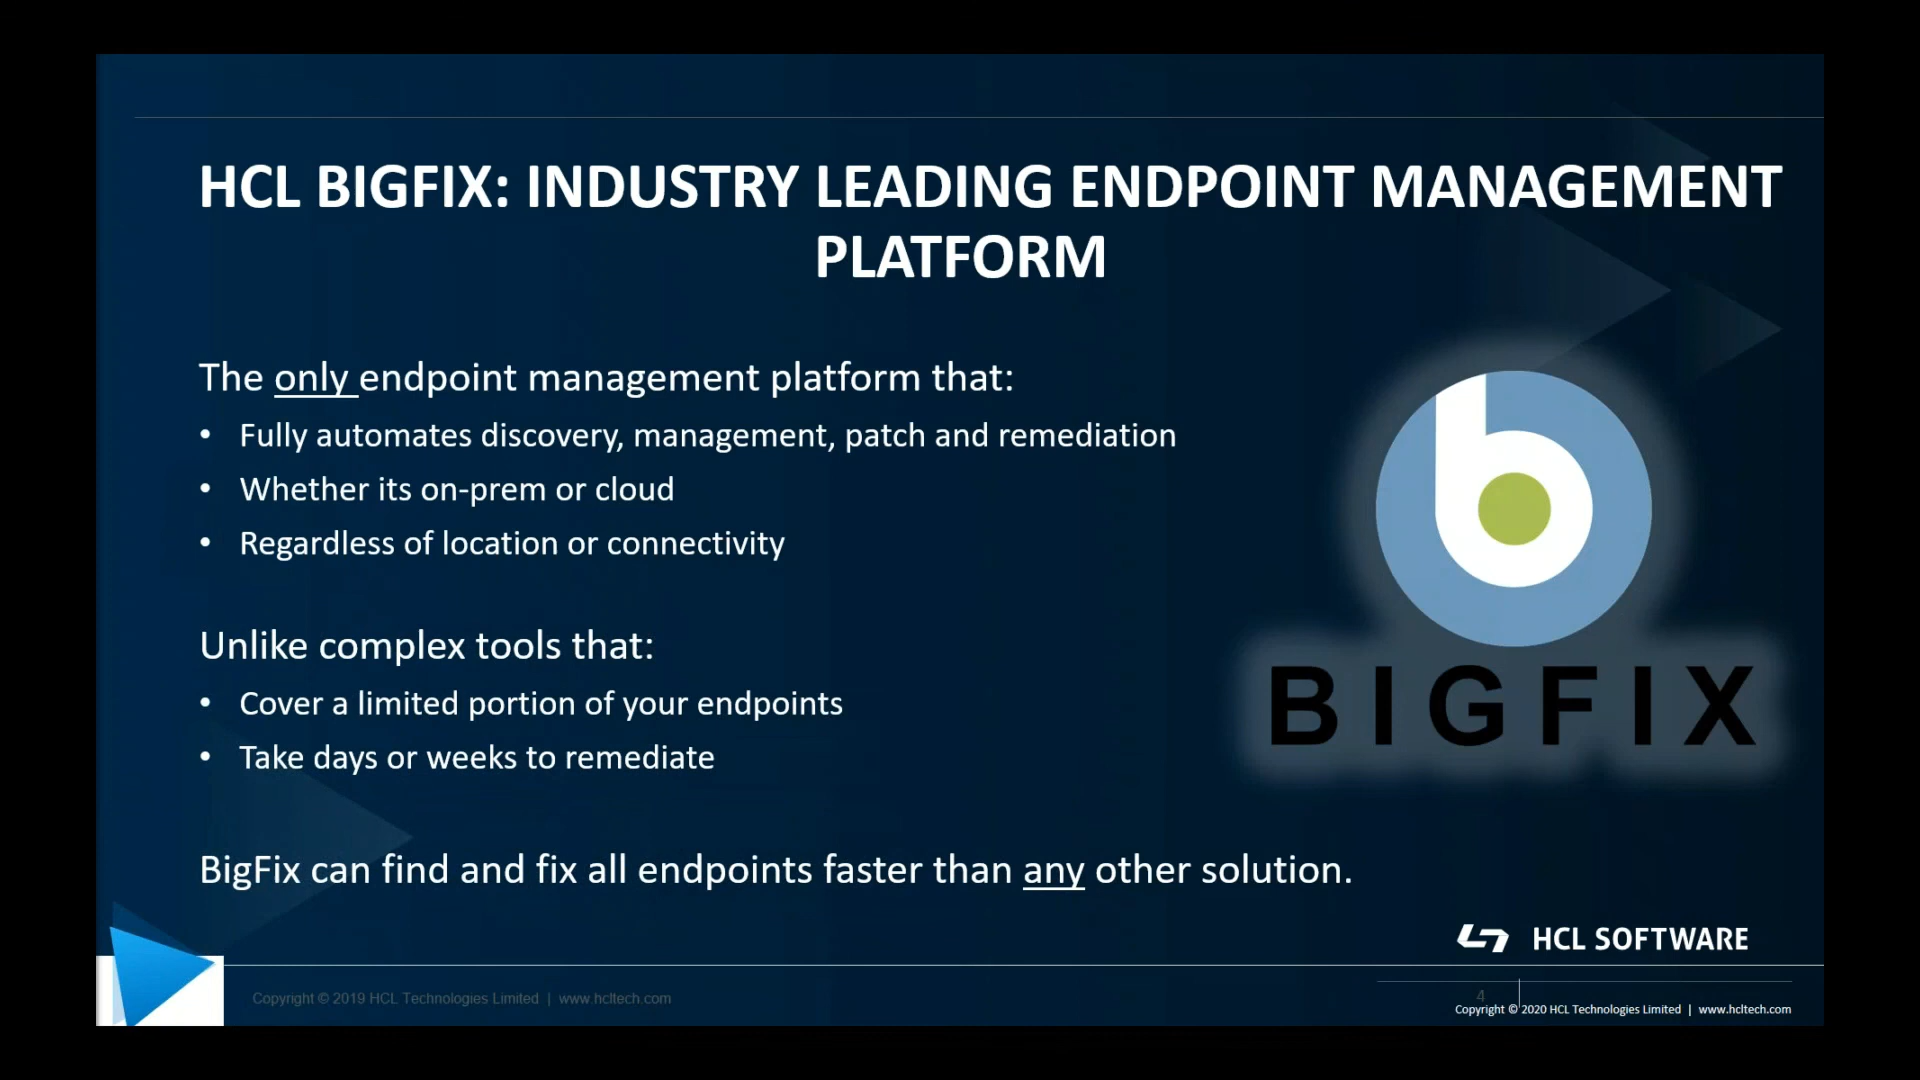 HCL BIGFIX: INDUSTRY LEADING ENDPOINT MANAGEMENT
PLATFORM
The only endpoint management platform that:
• Fully automates discovery, management, patch and remediation
• Whether its on-prem or cloud
• Regardless of location or connectivity
Unlike complex tools that:
• Cover a limited portion of your endpoints
• Take days or weeks to remediate
BIGFIX
BigFix can find and fix all endpoints faster than any other solution.
HCL SOFTWARE
Copyright © 2019 HCL Technologies Limited | www.hcltech.com
4
Copyright © 2020 HCL Technologies Limited | www.hcltech.com